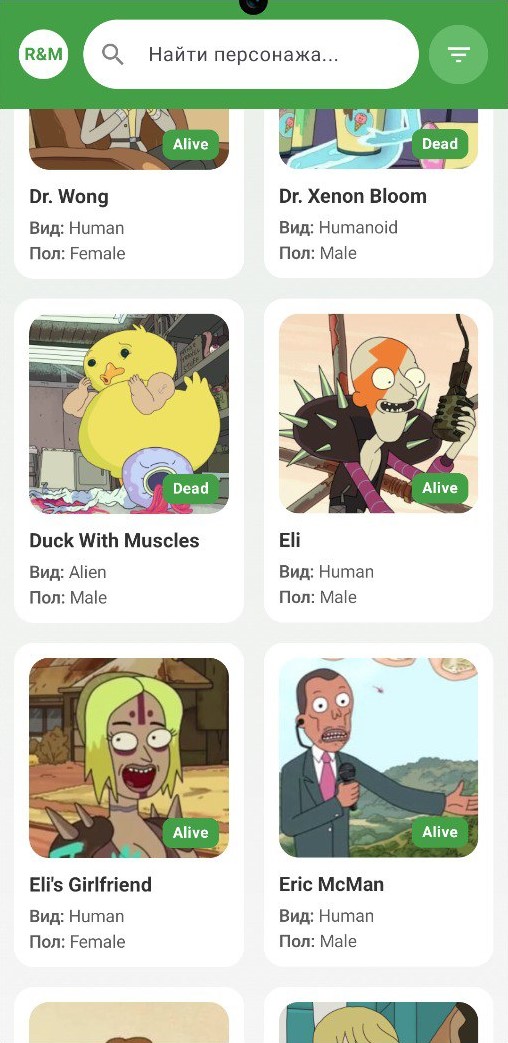 R&M
Найти персонажа...
Alive
Dead
Dr. Wong
Вид: Human
Пол: Female
Dr. Xenon Bloom
Вид: Humanoid
Пол: Male
Dead
Alive
Duck With Muscles
Вид: Alien
Пол: Male
Eli
Вид: Human
Пол: Male
Alive
Alive
Eli's Girlfriend
Вид: Human
Пол: Female
Eric McMan
Вид: Human
Пол: Male